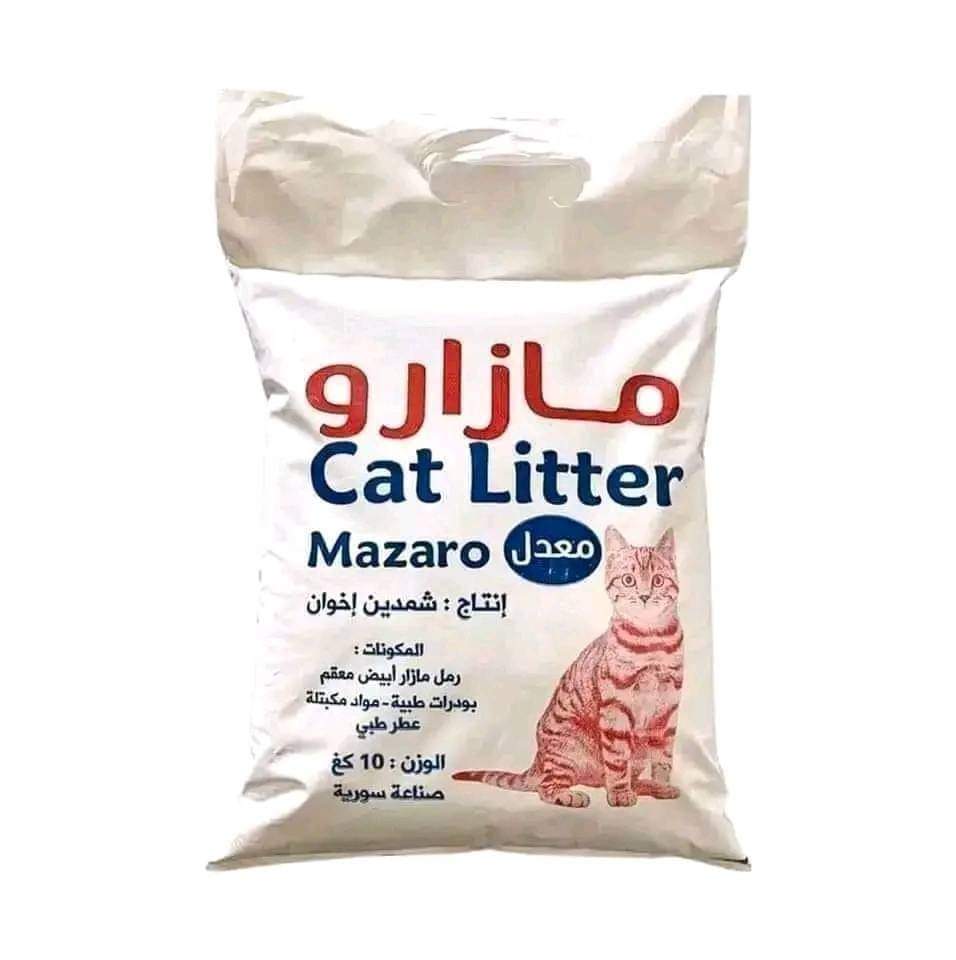 مازارو
Cat Litter
Mazaro معدل
إنتاج : شمدين إخوان
المكونات :
رمل مازار أبيض معقم
بودرات طبية - مواد مكبتلة
عطر طبي
الوزن : 10 كغ
صناعة سورية